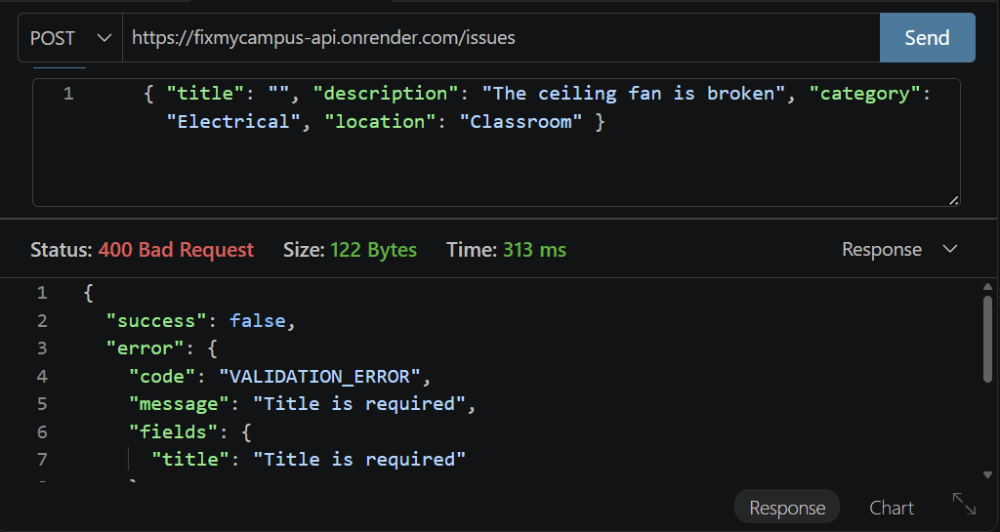 POST https://fixmycampus-api.onrender.com/issues Send
1 { "title": "", "description": "The ceiling fan is broken", "category":
"Electrical", "location": "Classroom" }
Status: 400 Bad Request Size: 122 Bytes Time: 313 ms Response
1 {
2 "success": false,
3 "error": {
4 "code": "VALIDATION_ERROR",
5 "message": "Title is required",
6 "fields": {
7 "title": "Title is required"
Response Chart